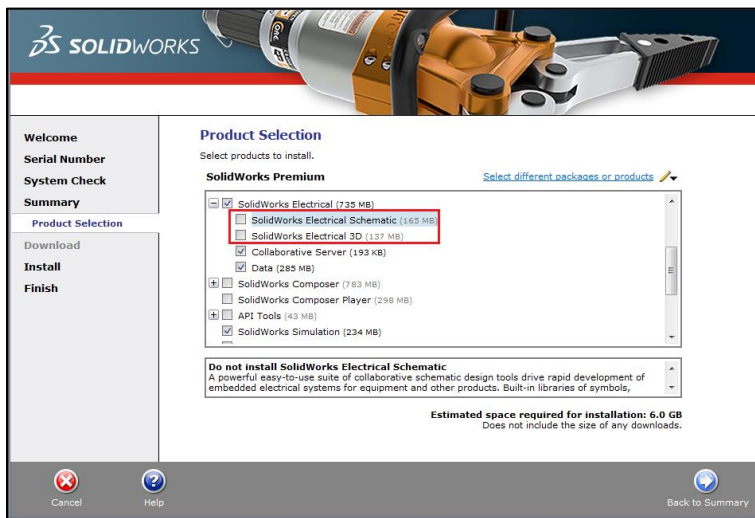 3S SOLIDWORKS
Welcome
Serial Number
System Check
Summary
Product Selection
Download
Install
Finish
Product Selection
Select products to install.
SolidWorks Premium
Select different packages or products
SolidWorks Electrical (735 MB)
SolidWorks Electrical Schematic (165 MB)
SolidWorks Electrical 3D (137 MB)
Collaborative Server (193 KB)
Data (285 MB)
SolidWorks Composer (783 MB)
SolidWorks Composer Player (298 MB)
API Tools (43 MB)
SolidWorks Simulation (234 MB)
Do not install SolidWorks Electrical Schematic
A powerful easy-to-use suite of collaborative schematic design tools drive rapid development of
embedded electrical systems for equipment and other products. Built-in libraries of symbols,
Estimated space required for installation: 6.0 GB
Does not include the size of any downloads.
Cancel
Help
Back to Summary